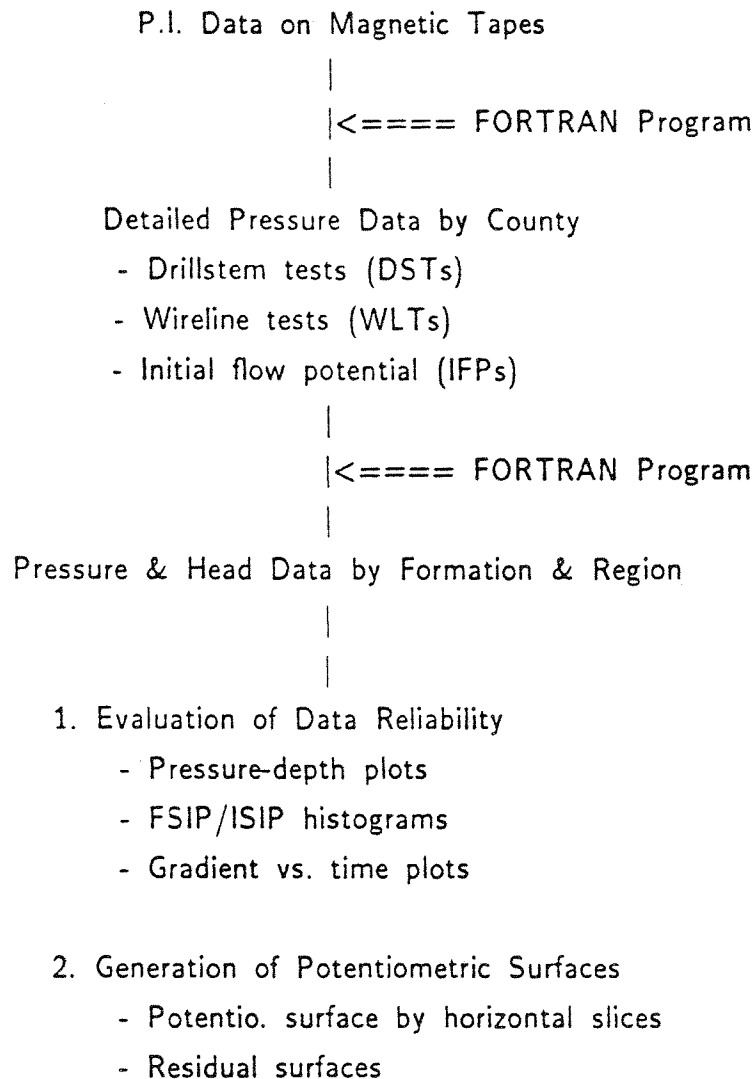 P.I. Data on Magnetic Tapes
|
|<==== FORTRAN Program
|
Detailed Pressure Data by County
- Drillstem tests (DSTs)
- Wireline tests (WLTs)
- Initial flow potential (IFPs)
|
|<==== FORTRAN Program
|
Pressure & Head Data by Formation & Region
|
|
1. Evaluation of Data Reliability
- Pressure-depth plots
- FSIP/ISIP histograms
- Gradient vs. time plots
2. Generation of Potentiometric Surfaces
- Potentio. surface by horizontal slices
- Residual surfaces